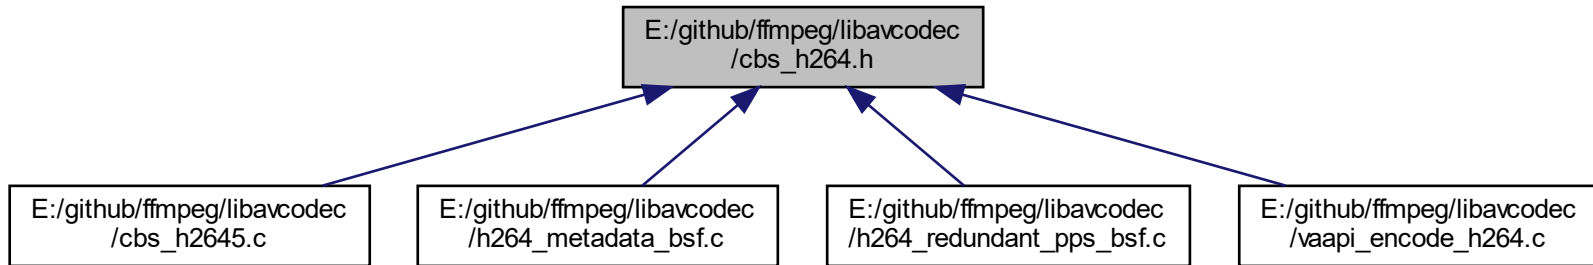 E:/github/ffmpeg/libavcodec
/cbs_h264.h
E:/github/ffmpeg/libavcodec
/cbs_h2645.c
E:/github/ffmpeg/libavcodec
/h264_metadata_bsf.c
E:/github/ffmpeg/libavcodec
/h264_redundant_pps_bsf.c
E:/github/ffmpeg/libavcodec
/vaapi_encode_h264.c